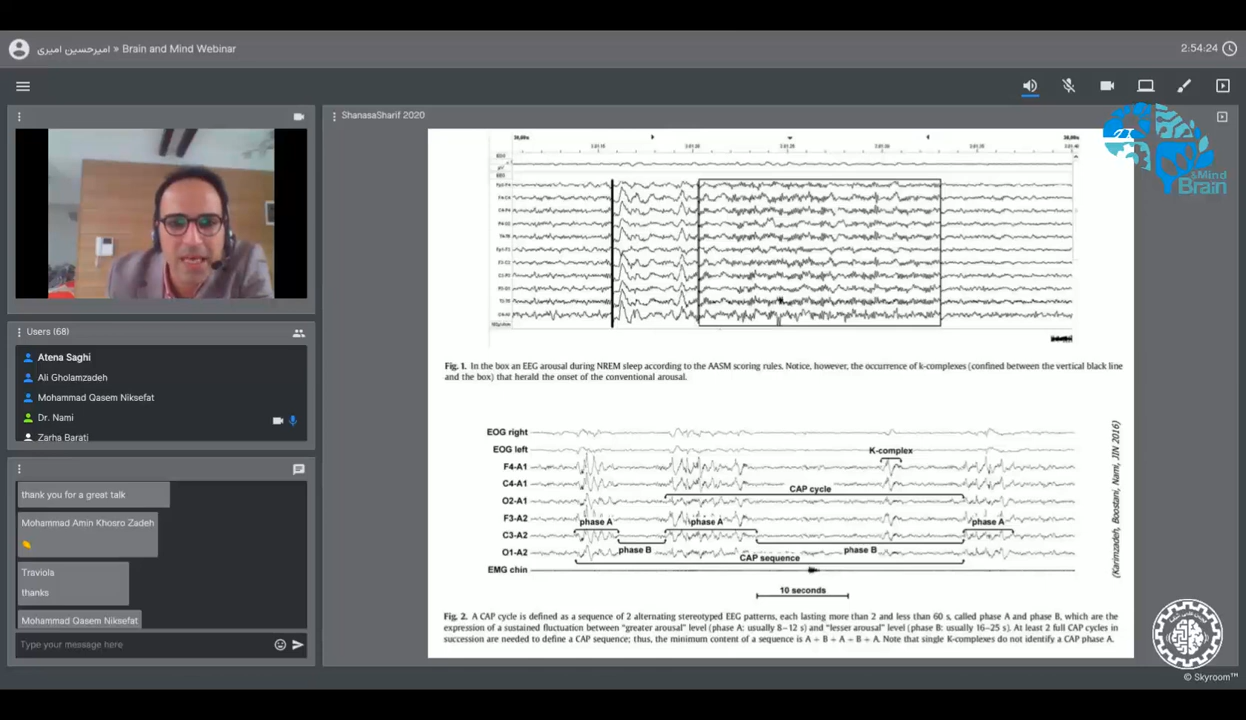 امیرحسین امیری » Brain and Mind Webinar
2:54:24
ShanasaSharif 2020
& Mind
Brain
Users (68)
Atena Saghi
Ali Gholamzadeh
Mohammad Qasem Niksefat
Dr. Nami
Zarha Barati
thank you for a great talk
Mohammad Amin Khosro Zadeh
Traviola
thanks
Mohammad Qasem Niksefat
Type your message here
Fig. 1. In the box an EEG arousal during NREM sleep according to the AASM scoring rules. Notice, however, the occurrence of k-complexes (confined between the vertical black line
and the box) that herald the onset of the conventional arousal.
EOG right
EOG left
K-complex
F4-A1
C4-A1
CAP cycle
O2-A1
F3-A2
phase A
phase A
phase A
C3-A2
phase B
phase B
O1-A2
CAP sequence
EMG chin
10 seconds
(Karimzadeh, Boostani, Nami, JIN 2016)
Fig. 2. A CAP cycle is defined as a sequence of 2 alternating stereotyped EEG patterns, each lasting more than 2 and less than 60 s, called phase A and phase B, which are the
expression of a sustained fluctuation between "greater arousal" level (phase A: usually 8–12 s) and "lesser arousal" level (phase B: usually 16–25 s). At least 2 full CAP cycles in
succession are needed to define a CAP sequence; thus, the minimum content of a sequence is A ÷ B ÷ A ÷ B ÷ A. Note that single K-complexes do not identify a CAP phase A.
© Skyroom™